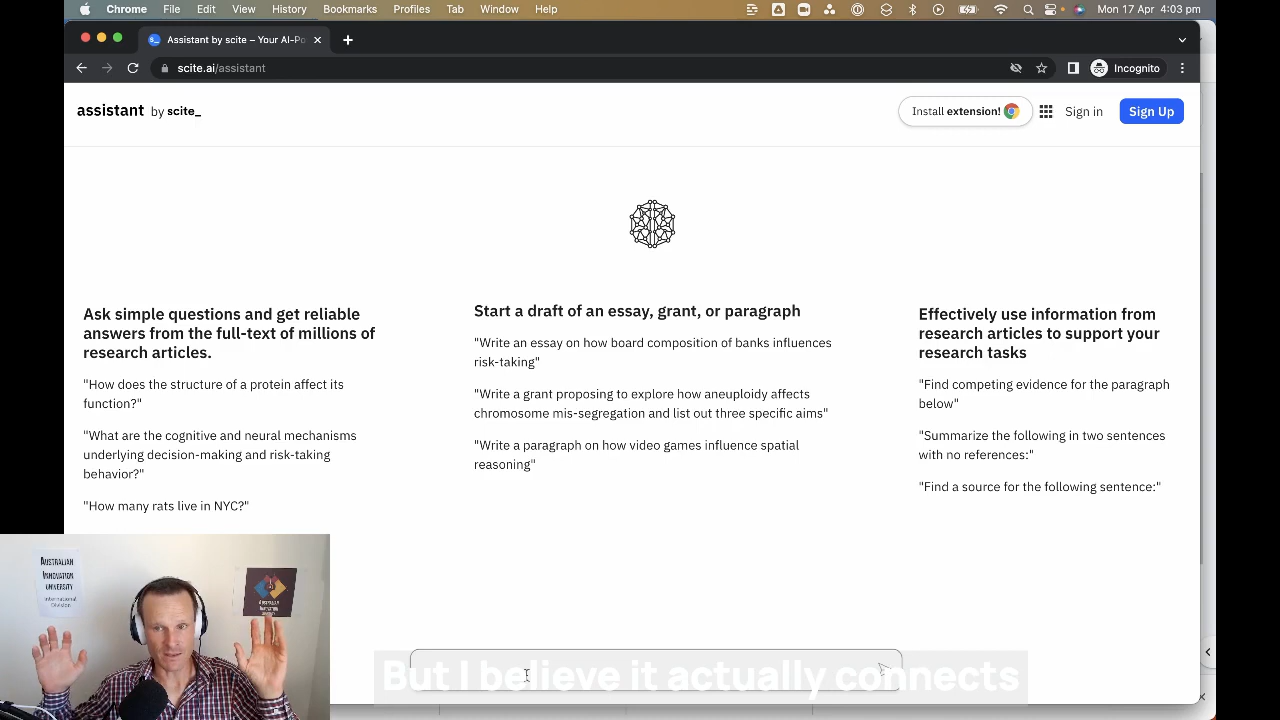 Chrome File Edit View History Bookmarks Profiles Tab Window Help Mon 17 Apr 4:03 pm
Assistant by scite – Your AI-Po
scite.ai/assistant Incognito
assistant by scite_ Install extension! Sign in Sign Up
Ask simple questions and get reliable
answers from the full-text of millions of
research articles.
"How does the structure of a protein affect its
function?"
"What are the cognitive and neural mechanisms
underlying decision-making and risk-taking
behavior?"
"How many rats live in NYC?"
Start a draft of an essay, grant, or paragraph
"Write an essay on how board composition of banks influences
risk-taking"
"Write a grant proposing to explore how aneuploidy affects
chromosome mis-segregation and list out three specific aims"
"Write a paragraph on how video games influence spatial
reasoning"
Effectively use information from
research articles to support your
research tasks
"Find competing evidence for the paragraph
below"
"Summarize the following in two sentences
with no references:"
"Find a source for the following sentence:"
AUSTRALIAN
INNOVATION
UNIVERSITY
International
Division
But I believe it actually connects